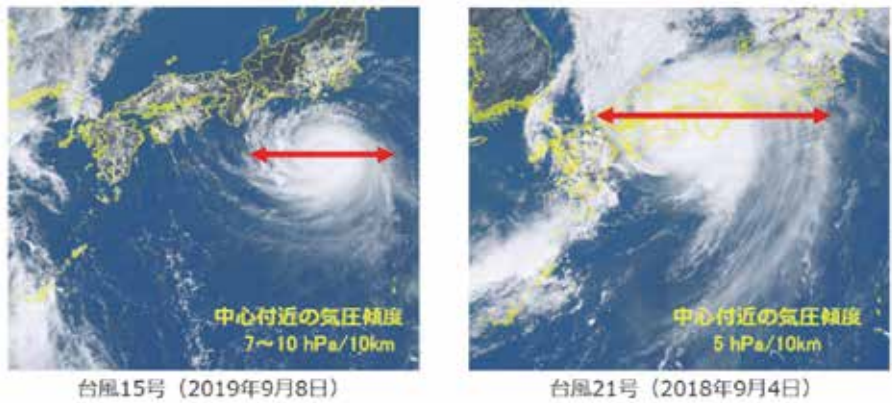 中心付近の気圧傾度
7～10 hPa/10km
台風15号（2019年9月8日）
中心付近の気圧傾度
5 hPa/10km
台風21号（2018年9月4日）